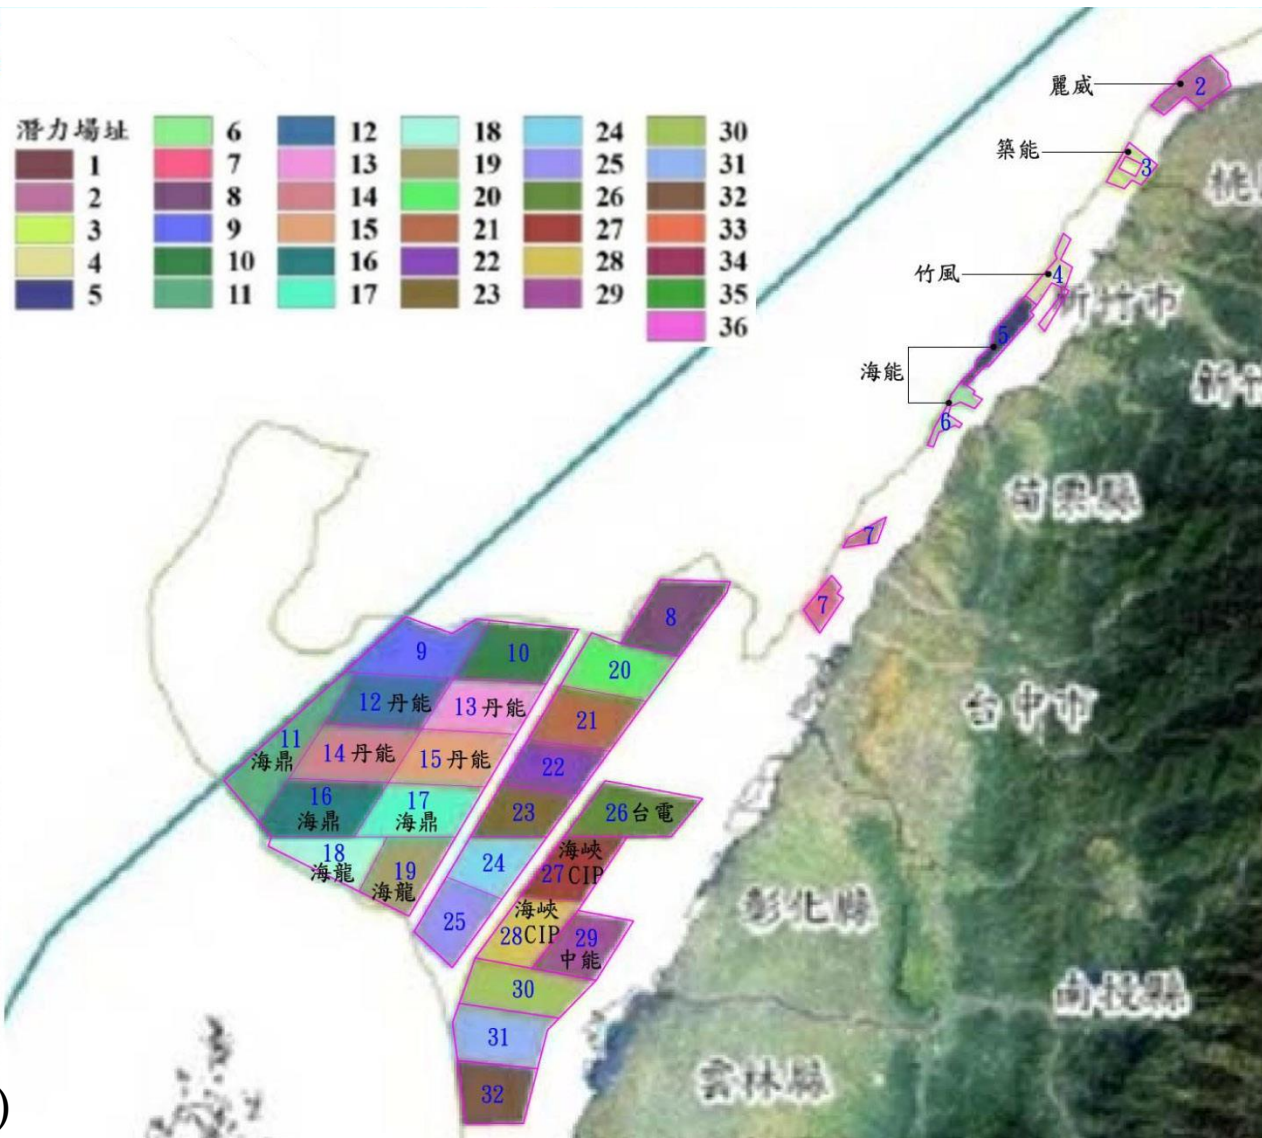 潛力場址
1
2
3
4
5
6
7
8
9
10
11
12
13
14
15
16
17
18
19
20
21
22
23
24
25
26
27
28
29
30
31
32
33
34
35
36
麗威
2
築能
3
桃
竹風
4
新竹市
5
海能
新竹
6
苗栗縣
7
7
8
9
10
20
12 丹能
13 丹能
台中市
21
11
海鼎
14 丹能
15 丹能
22
16
海鼎
17
海鼎
23
26 台電
18
海龍
19
海龍
24
海峽
27 CIP
彰化縣
25
海峽
28 CIP
29
中能
30
南投縣
31
雲林縣
32
)